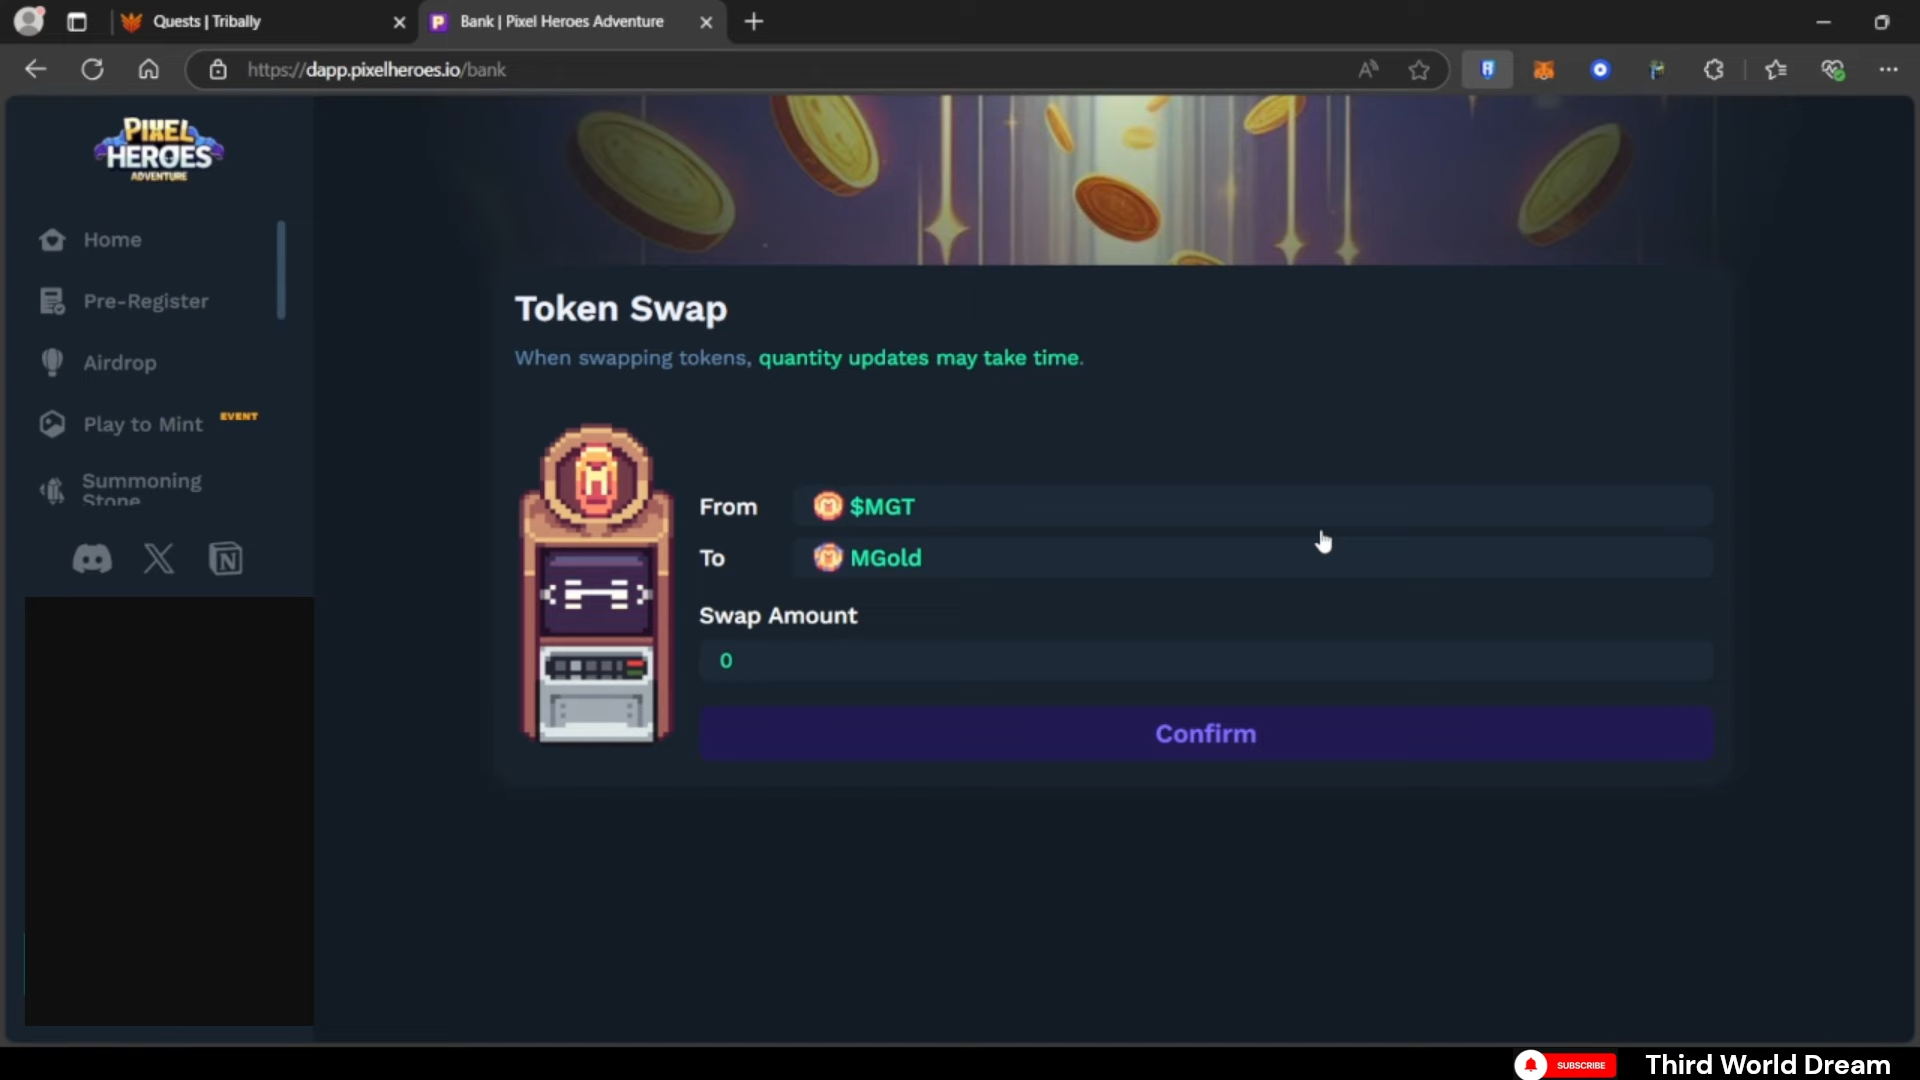 Quests | Tribally
Bank | Pixel Heroes Adventure
https://dapp.pixelheroes.io/bank
PIXEL
HEROES
ADVENTURE
Home
Pre-Register
Airdrop
Play to Mint EVENT
Summoning
Stone
Token Swap
When swapping tokens, quantity updates may take time.
From $MGT
To MGold
Swap Amount
0
Confirm
SUBSCRIBE Third World Dream